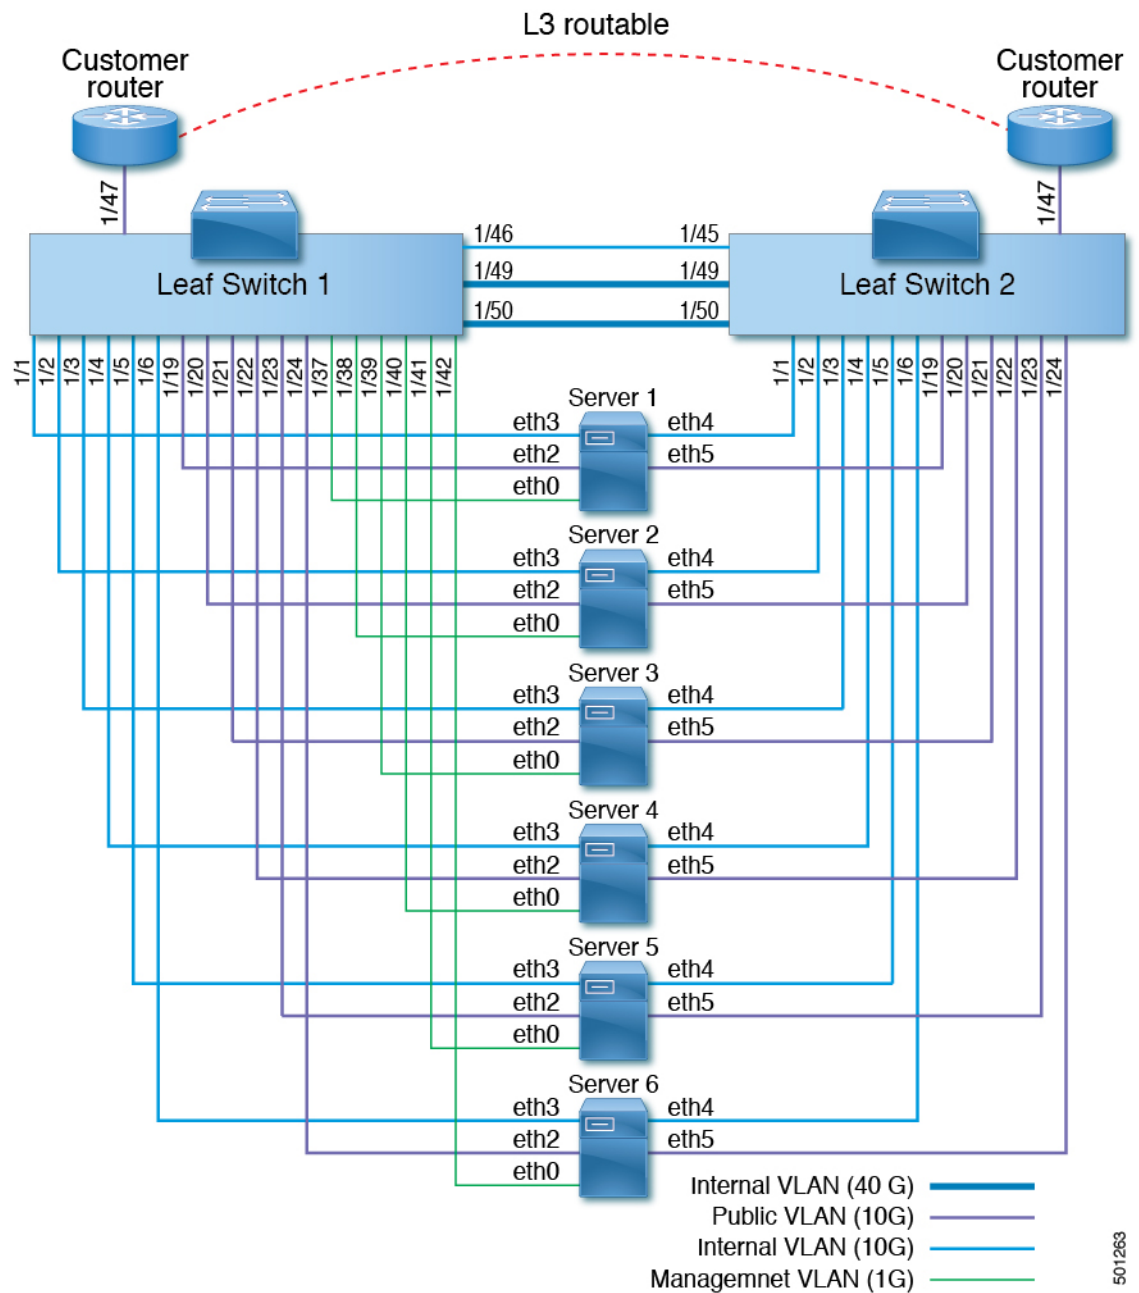 L3 routable
Customer
router
Customer
router
1/47
1/47
Leaf Switch 1
1/46
1/45
1/49
1/49
1/50
1/50
Leaf Switch 2
1/1
1/2
1/3
1/4
1/5
1/6
1/19
1/20
1/21
1/22
1/23
1/24
1/37
1/38
1/39
1/40
1/41
1/42
1/1
1/2
1/3
1/4
1/5
1/6
1/19
1/20
1/21
1/22
1/23
1/24
Server 1
eth3
eth4
eth2
eth5
eth0
Server 2
eth3
eth4
eth2
eth5
eth0
Server 3
eth3
eth4
eth2
eth5
eth0
Server 4
eth3
eth4
eth2
eth5
eth0
Server 5
eth3
eth4
eth2
eth5
eth0
Server 6
eth3
eth4
eth2
eth5
eth0
Internal VLAN (40 G)
Public VLAN (10G)
Internal VLAN (10G)
Managemnet VLAN (1G)
501263